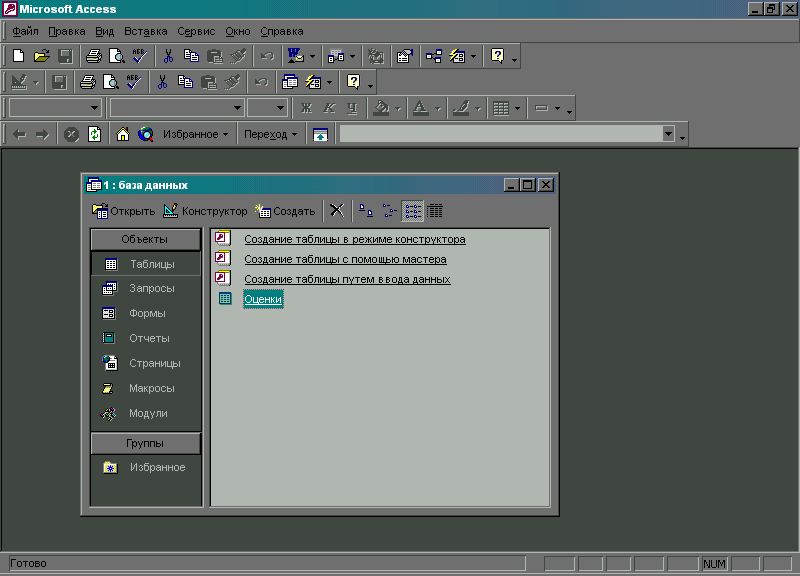 Microsoft Access
Файл Правка Вид Вставка Сервис Окно Справка
Ж К Ч
Избранное Переход
1 : база данных
Открыть Конструктор Создать
Объекты
Таблицы
Запросы
Формы
Отчеты
Страницы
Макросы
Модули
Группы
Избранное
Создание таблицы в режиме конструктора
Создание таблицы с помощью мастера
Создание таблицы путем ввода данных
Оценки
Готово NUM